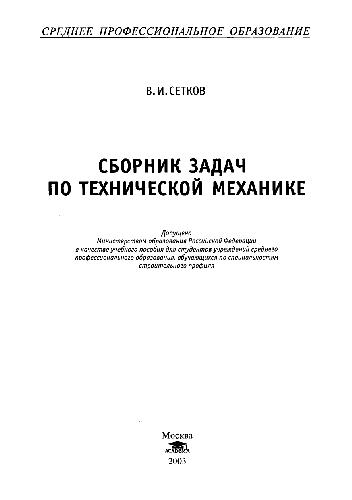 СРЕДНЕЕ ПРОФЕССИОНАЛЬНОЕ ОБРАЗОВАНИЕ
В. И. СЕТКОВ
СБОРНИК ЗАДАЧ
ПО ТЕХНИЧЕСКОЙ МЕХАНИКЕ
Допущено
Министерством образования Российской Федерации
в качестве учебного пособия для студентов учреждений среднего
профессионального образования, обучающихся по специальностям
строительного профиля
Москва
ACADEMA
2003